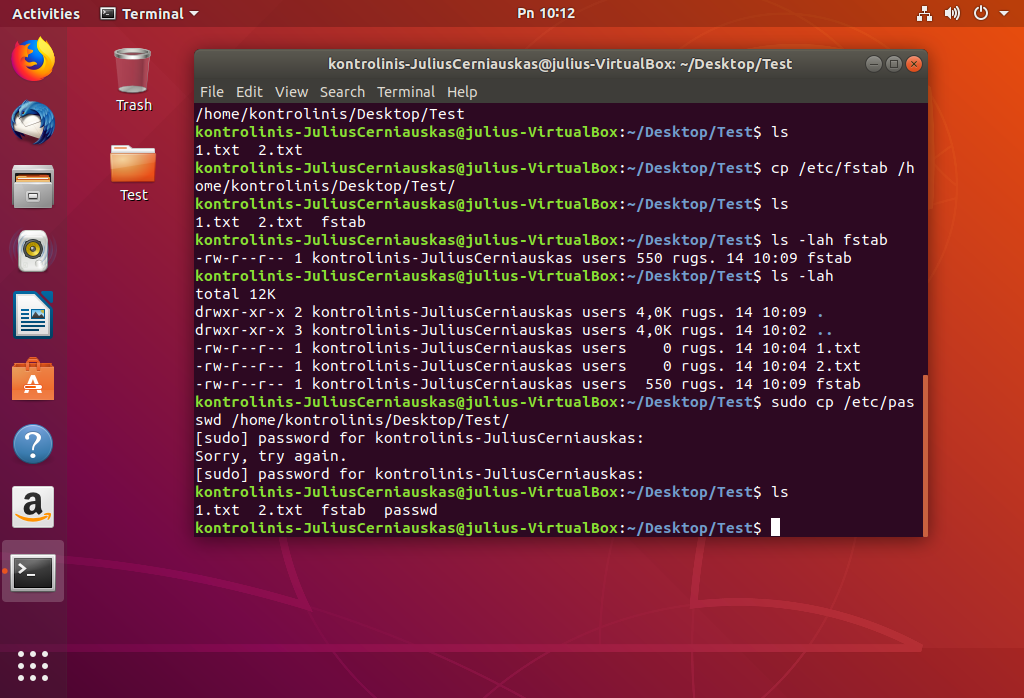 Activities Terminal Pn 10:12
Trash
Test
kontrolinis-JuliusCerniauskas@julius-VirtualBox: ~/Desktop/Test
File Edit View Search Terminal Help
/home/kontrolinis/Desktop/Test
kontrolinis-JuliusCerniauskas@julius-VirtualBox:~/Desktop/Test$ ls
1.txt  2.txt
kontrolinis-JuliusCerniauskas@julius-VirtualBox:~/Desktop/Test$ cp /etc/fstab /h
ome/kontrolinis/Desktop/Test/
kontrolinis-JuliusCerniauskas@julius-VirtualBox:~/Desktop/Test$ ls
1.txt  2.txt  fstab
kontrolinis-JuliusCerniauskas@julius-VirtualBox:~/Desktop/Test$ ls -lah fstab
-rw-r--r-- 1 kontrolinis-JuliusCerniauskas users 550 rugs. 14 10:09 fstab
kontrolinis-JuliusCerniauskas@julius-VirtualBox:~/Desktop/Test$ ls -lah
total 12K
drwxr-xr-x 2 kontrolinis-JuliusCerniauskas users 4,0K rugs. 14 10:09 .
drwxr-xr-x 3 kontrolinis-JuliusCerniauskas users 4,0K rugs. 14 10:02 ..
-rw-r--r-- 1 kontrolinis-JuliusCerniauskas users    0 rugs. 14 10:04 1.txt
-rw-r--r-- 1 kontrolinis-JuliusCerniauskas users    0 rugs. 14 10:04 2.txt
-rw-r--r-- 1 kontrolinis-JuliusCerniauskas users  550 rugs. 14 10:09 fstab
kontrolinis-JuliusCerniauskas@julius-VirtualBox:~/Desktop/Test$ sudo cp /etc/pas
swd /home/kontrolinis/Desktop/Test/
[sudo] password for kontrolinis-JuliusCerniauskas:
Sorry, try again.
[sudo] password for kontrolinis-JuliusCerniauskas:
kontrolinis-JuliusCerniauskas@julius-VirtualBox:~/Desktop/Test$ ls
1.txt  2.txt  fstab  passwd
kontrolinis-JuliusCerniauskas@julius-VirtualBox:~/Desktop/Test$